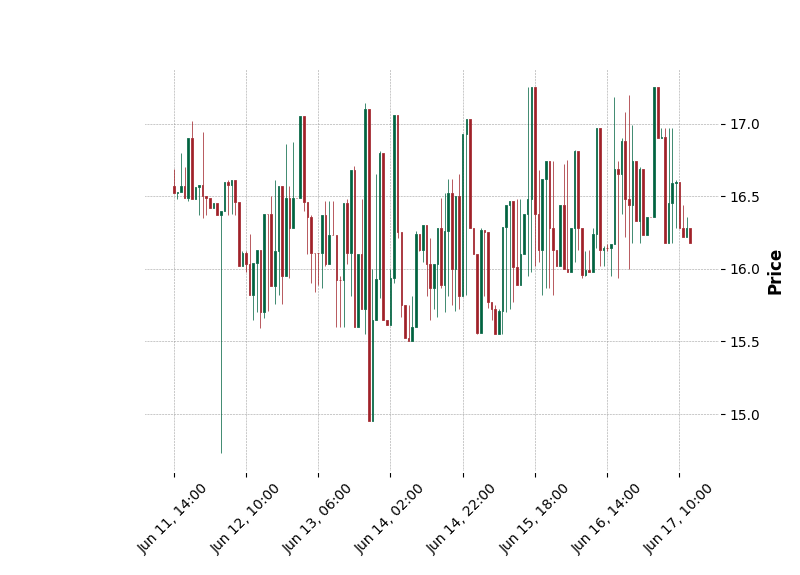 17.0
16.5
16.0
15.5
15.0
Price
Jun 11, 14:00
Jun 12, 10:00
Jun 13, 06:00
Jun 14, 02:00
Jun 14, 22:00
Jun 15, 18:00
Jun 16, 14:00
Jun 17, 10:00